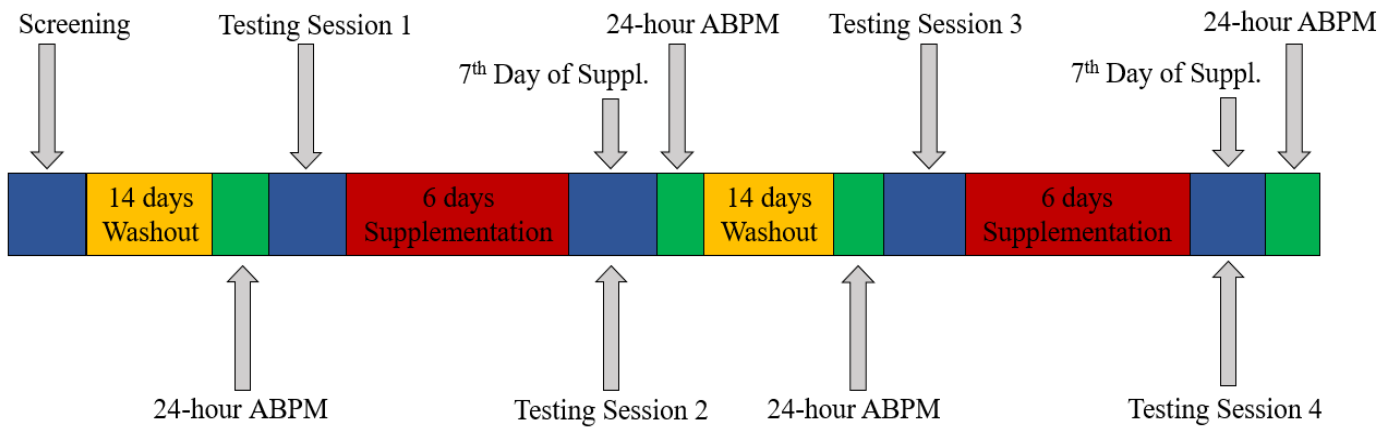 Screening
Testing Session 1
24-hour ABPM
Testing Session 3
24-hour ABPM
7th Day of Suppl.
7th Day of Suppl.
14 days
Washout
6 days
Supplementation
14 days
Washout
6 days
Supplementation
24-hour ABPM
Testing Session 2
24-hour ABPM
Testing Session 4